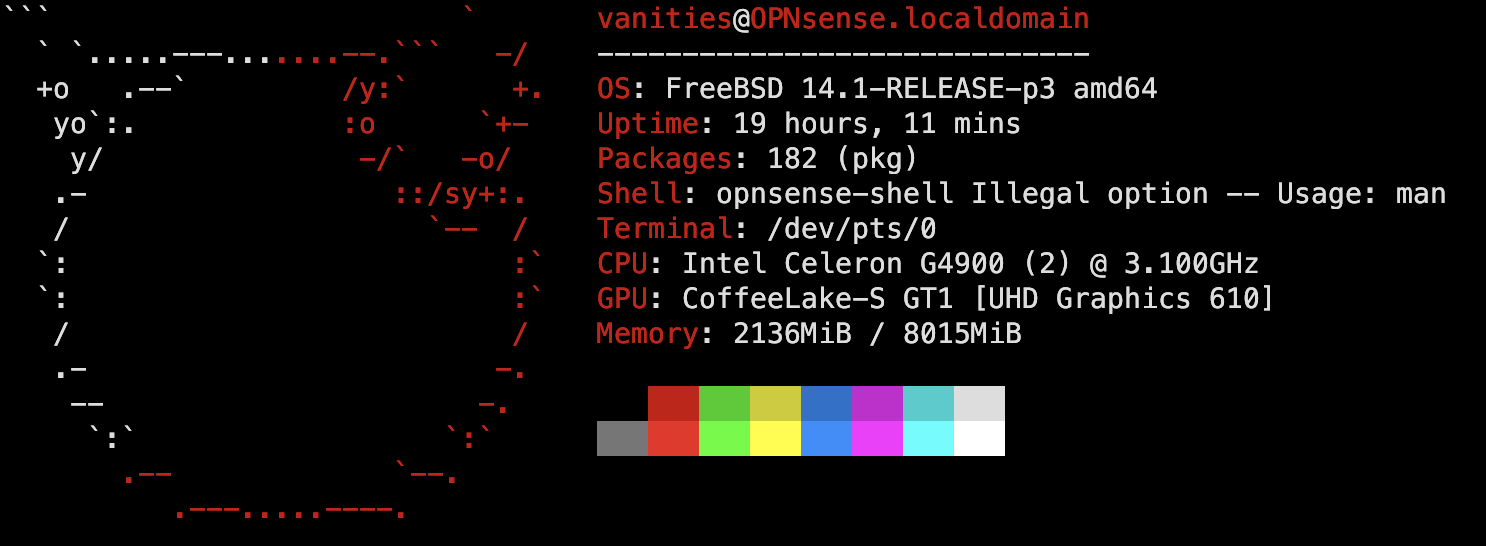 vanities@OPNsense.localdomain
-----------------------------
OS: FreeBSD 14.1-RELEASE-p3 amd64
Uptime: 19 hours, 11 mins
Packages: 182 (pkg)
Shell: opnsense-shell Illegal option -- Usage: man
Terminal: /dev/pts/0
CPU: Intel Celeron G4900 (2) @ 3.100GHz
GPU: CoffeeLake-S GT1 [UHD Graphics 610]
Memory: 2136MiB / 8015MiB